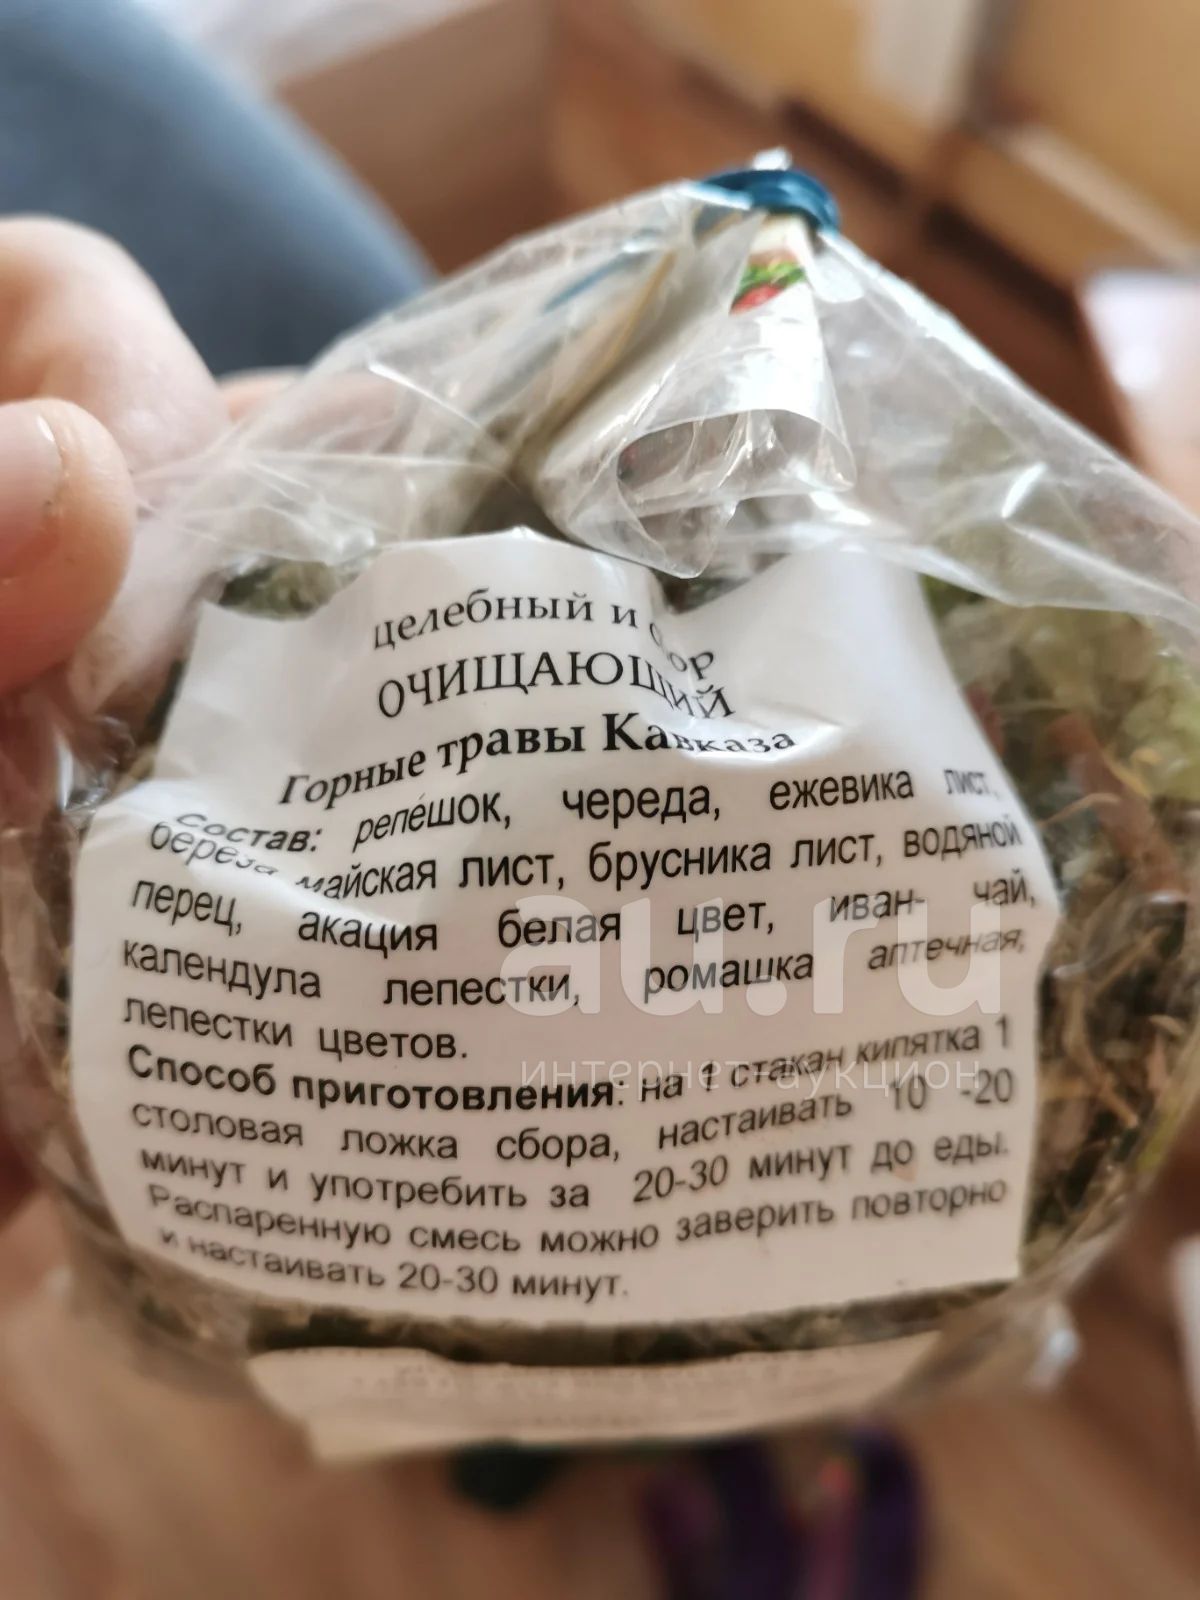 целебный и сбор
ОЧИЩАЮЩИЙ
Горные травы Кавказа
Состав: репешок, череда, ежевика лист,
береза майская лист, брусника лист, водяной
перец, акация белая цвет, иван- чай,
календула лепестки, ромашка аптечная,
лепестки цветов.
Способ приготовления: на 1 стакан кипятка 1
столовая ложка сбора, настаивать 10 -20
минут и употребить за 20-30 минут до еды.
Распаренную смесь можно заверить повторно
и настаивать 20-30 минут.
au.ru
интернет-аукцион